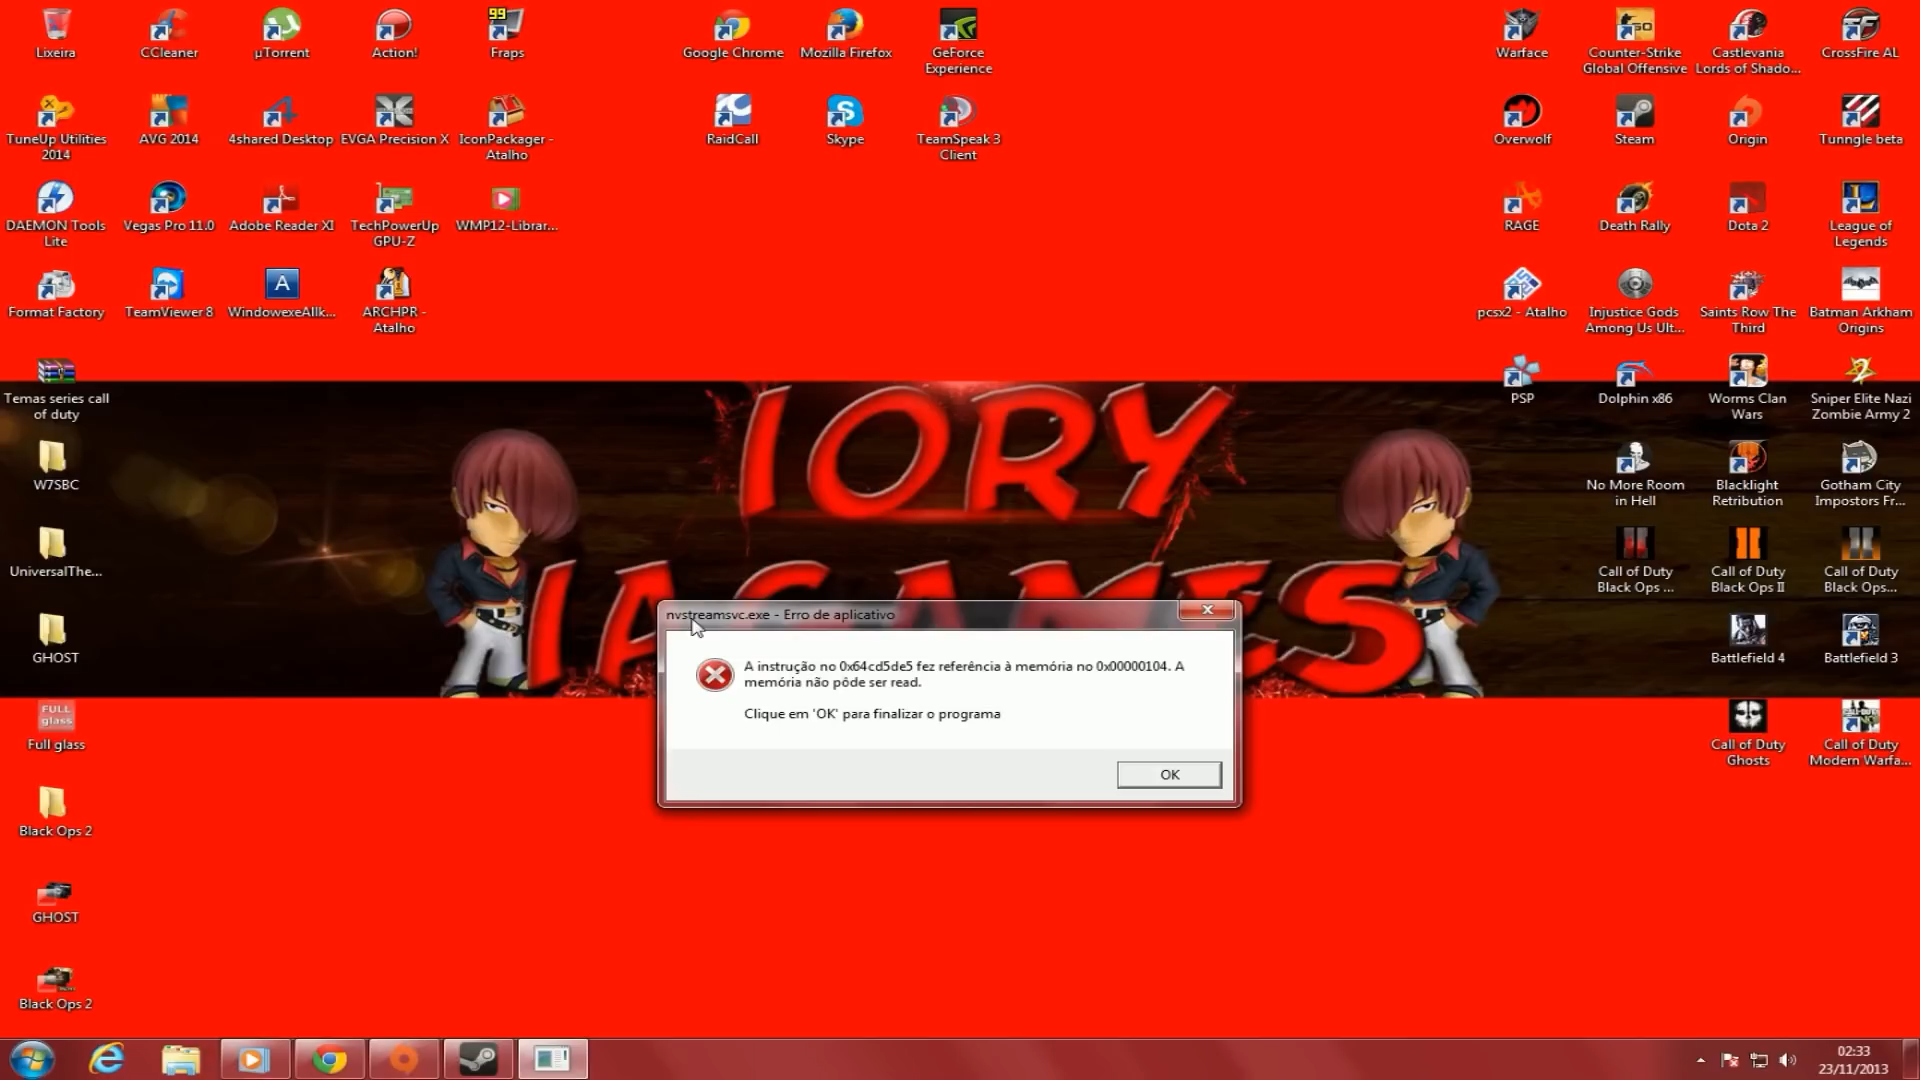 Lixeira
CCleaner
µTorrent
Action!
99
Fraps
Google Chrome
Mozilla Firefox
GeForce
Experience
Warface
GO
Counter-Strike
Global Offensive
Castlevania
Lords of Shado...
CrossFire AL
TuneUp Utilities
2014
AVG 2014
4shared Desktop
EVGA Precision X
IconPackager -
Atalho
RaidCall
Skype
TeamSpeak 3
Client
Overwolf
Steam
Origin
Tunngle beta
DAEMON Tools
Lite
Vegas Pro 11.0
Adobe Reader XI
TechPowerUp
GPU-Z
WMP12-Librar...
RAGE
Death Rally
Dota 2
League of
Legends
Format Factory
TeamViewer 8
A
WindowexeAllk...
ARCHPR -
Atalho
pcsx2 - Atalho
Injustice Gods
Among Us Ult...
Saints Row The
Third
Batman Arkham
Origins
Temas series call
of duty
PSP
Dolphin x86
Worms Clan
Wars
Sniper Elite Nazi
Zombie Army 2
IORY
W7SBC
No More Room
in Hell
Blacklight
Retribution
Gotham City
Impostors Fr...
UniversalThe...
IAGAMES
Call of Duty
Black Ops ...
Call of Duty
Black Ops II
Call of Duty
Black Ops...
GHOST
Battlefield 4
Battlefield 3
nvstreamsvc.exe - Erro de aplicativo
A instrução no 0x64cd5de5 fez referência à memória no 0x00000104. A
memória não pôde ser read.
Clique em 'OK' para finalizar o programa
OK
FULL
glass
Full glass
Call of Duty
Ghosts
Call of Duty
Modern Warfa...
Black Ops 2
GHOST
Black Ops 2
02:33
23/11/2013